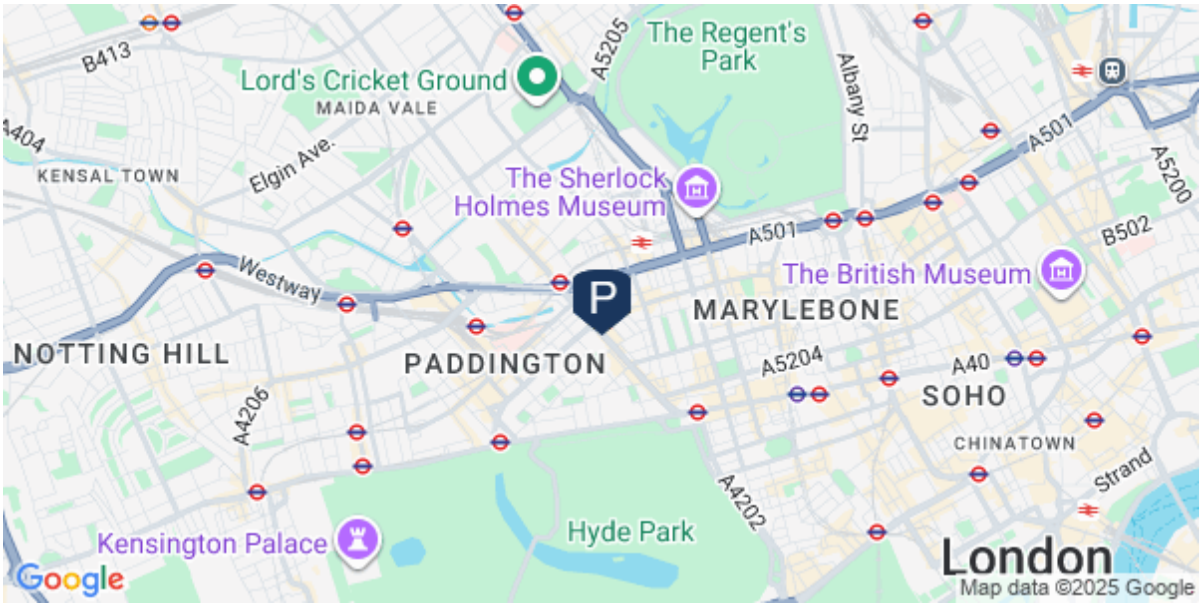 B413
A5205
The Regent's
Park
Lord's Cricket Ground
MAIDA VALE
Albany St
A404
Elgin Ave.
A501
KENSAL TOWN
The Sherlock
Holmes Museum
A5200
A501
B502
Westway
The British Museum
P
MARYLEBONE
NOTTING HILL
PADDINGTON
A5204
A40
SOHO
A4206
CHINATOWN
Strand
A4202
Hyde Park
Kensington Palace
London
Google
Map data ©2025 Google